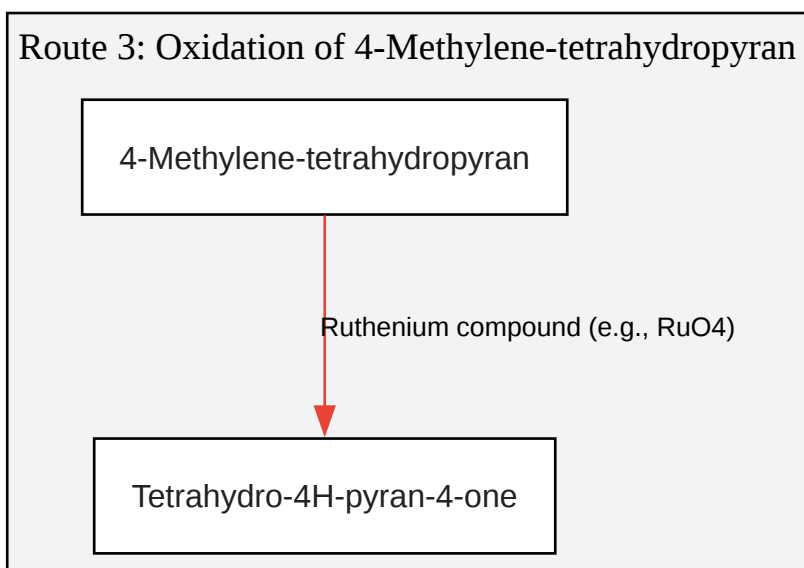 Route 3: Oxidation of 4-Methylene-tetrahydropyran
4-Methylene-tetrahydropyran
Ruthenium compound (e.g., RuO4)
Tetrahydro-4H-pyran-4-one